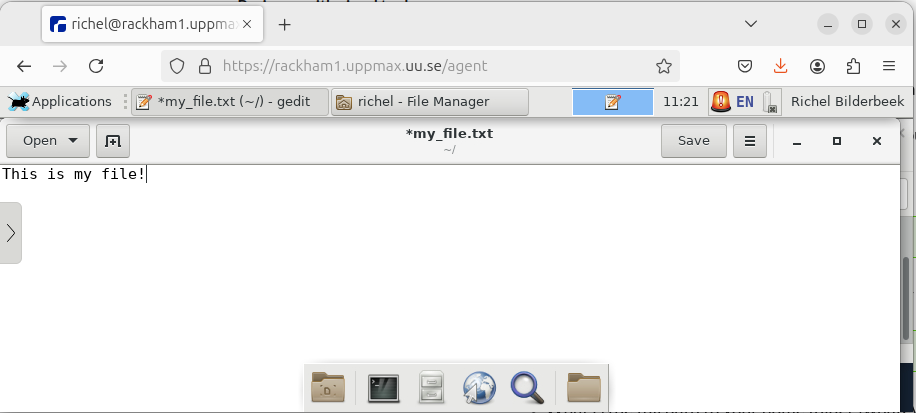 richel@rackham1.uppma
https://rackham1.uppmax.uu.se/agent
Applications
*my_file.txt (~/) - gedit
richel - File Manager
11:21
EN
Richel Bilderbeek
Open
*my_file.txt
~/
Save
This is my file!